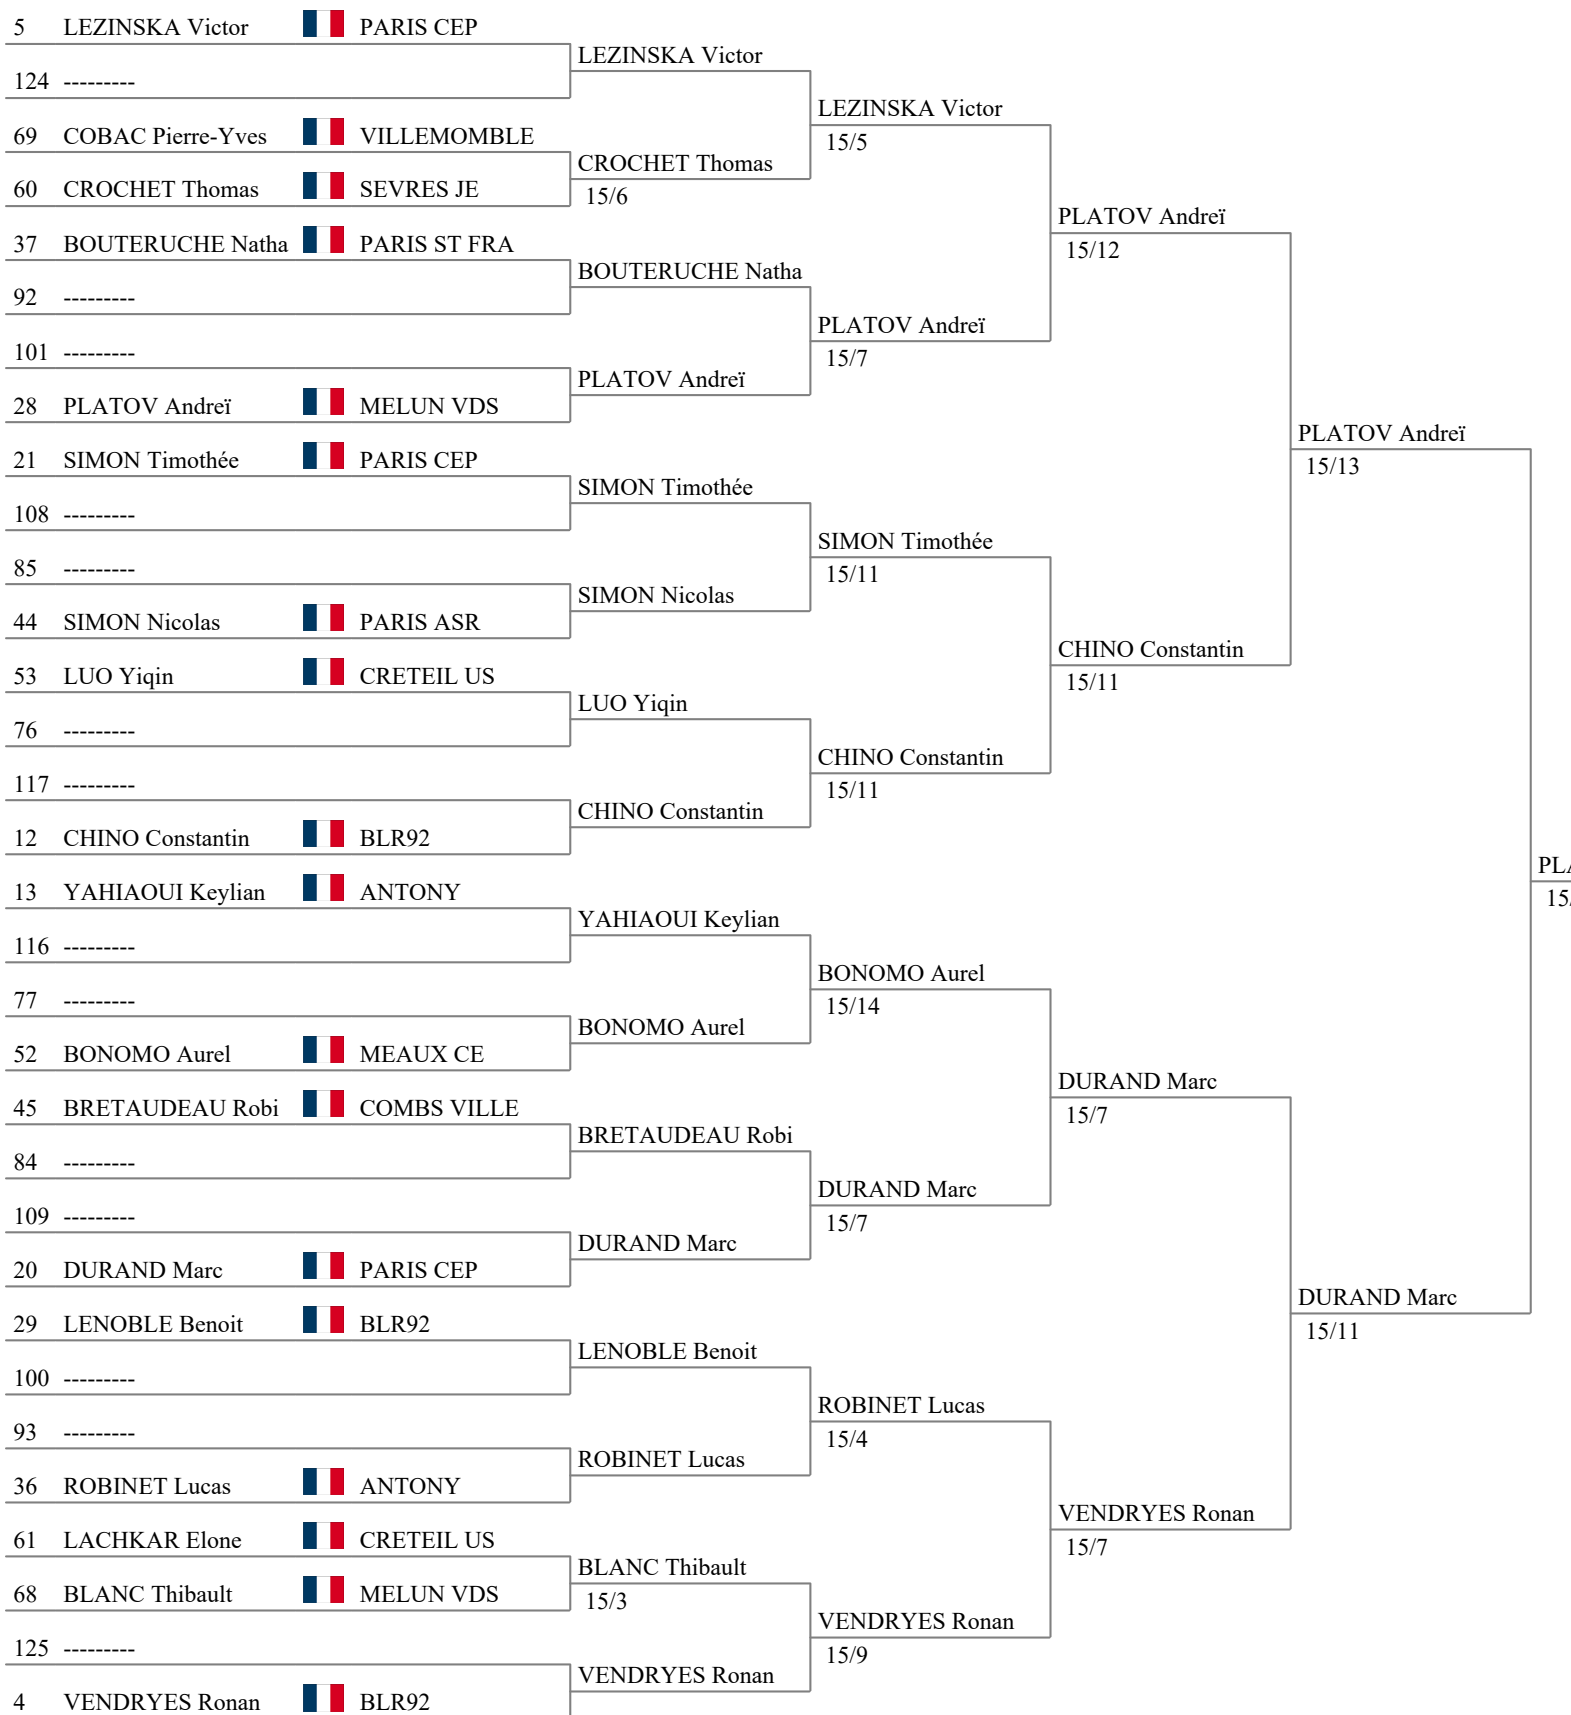 5 LEZINSKA Victor PARIS CEP
LEZINSKA Victor
124 ---------
LEZINSKA Victor
15/5
69 COBAC Pierre-Yves VILLEMOMBLE
CROCHET Thomas
15/6
60 CROCHET Thomas SEVRES JE
PLATOV Andreï
15/12
37 BOUTERUCHE Natha PARIS ST FRA
BOUTERUCHE Natha
92 ---------
PLATOV Andreï
15/7
101 ---------
PLATOV Andreï
28 PLATOV Andreï MELUN VDS
PLATOV Andreï
15/13
21 SIMON Timothée PARIS CEP
SIMON Timothée
108 ---------
SIMON Timothée
15/11
85 ---------
SIMON Nicolas
44 SIMON Nicolas PARIS ASR
CHINO Constantin
15/11
53 LUO Yiqin CRETEIL US
LUO Yiqin
76 ---------
CHINO Constantin
15/11
117 ---------
CHINO Constantin
12 CHINO Constantin BLR92
PLA
15/
13 YAHIAOUI Keylian ANTONY
YAHIAOUI Keylian
116 ---------
BONOMO Aurel
15/14
77 ---------
BONOMO Aurel
52 BONOMO Aurel MEAUX CE
DURAND Marc
15/7
45 BRETAUDEAU Robi COMBS VILLE
BRETAUDEAU Robi
84 ---------
DURAND Marc
15/7
109 ---------
DURAND Marc
20 DURAND Marc PARIS CEP
DURAND Marc
15/11
29 LENOBLE Benoit BLR92
LENOBLE Benoit
100 ---------
ROBINET Lucas
15/4
93 ---------
ROBINET Lucas
36 ROBINET Lucas ANTONY
VENDRYES Ronan
15/7
61 LACHKAR Elone CRETEIL US
BLANC Thibault
15/3
68 BLANC Thibault MELUN VDS
VENDRYES Ronan
15/9
125 ---------
VENDRYES Ronan
4 VENDRYES Ronan BLR92